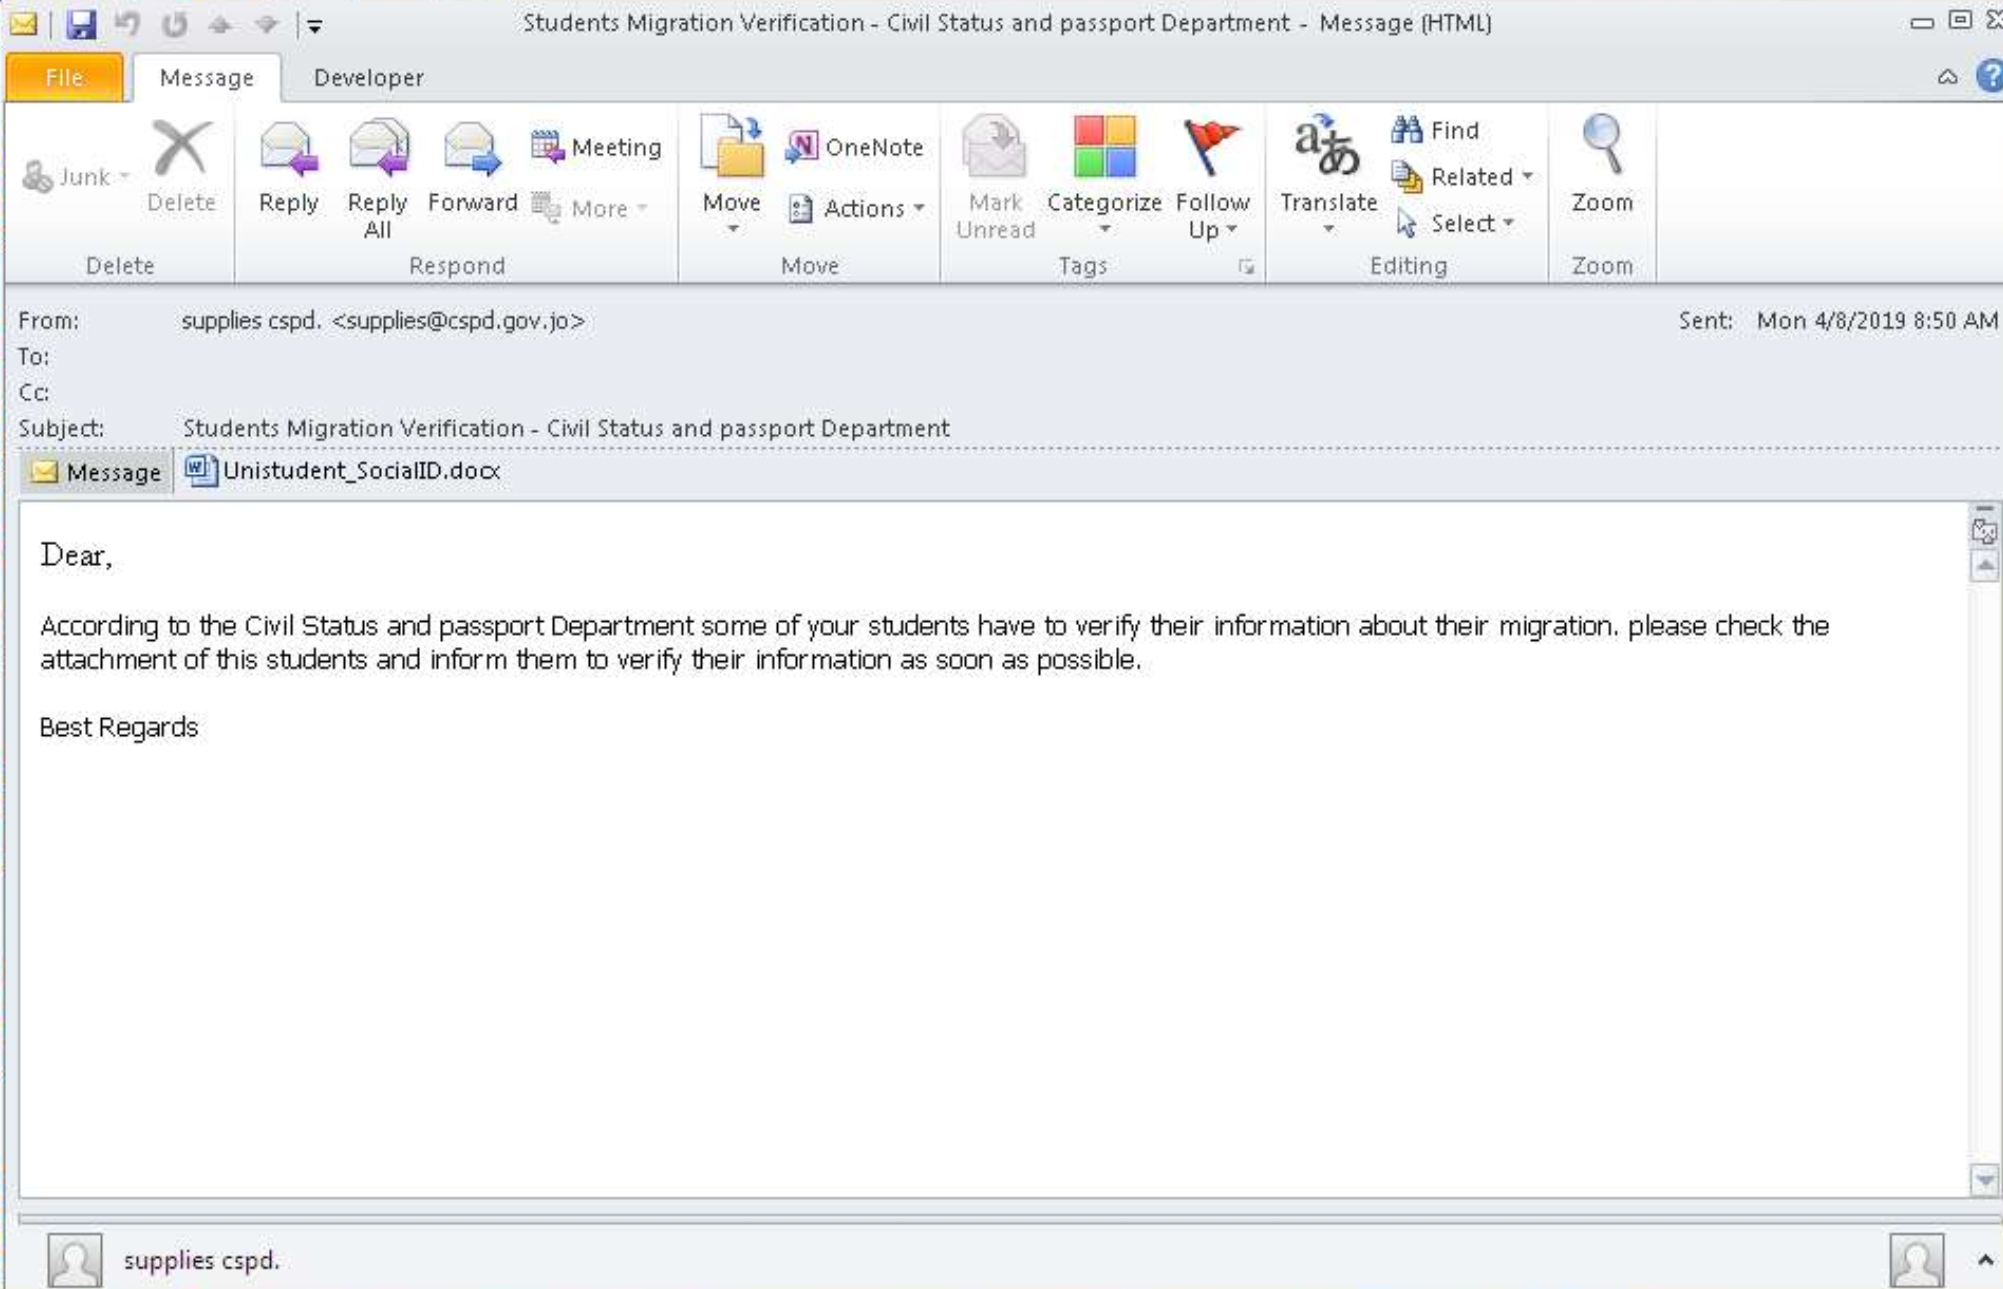 Students Migration Verification - Civil Status and passport Department - Message (HTML)
File Message Developer
Junk
Delete
Reply
Reply All
Forward
Meeting
More
Move
OneNote
Actions
Mark Unread
Categorize
Follow Up
Translate
Find
Related
Select
Zoom
Delete Respond Move Tags Editing Zoom
From: supplies cspd. <supplies@cspd.gov.jo> Sent: Mon 4/8/2019 8:50 AM
To:
Cc:
Subject: Students Migration Verification - Civil Status and passport Department
Message Unistudent_SocialID.docx
Dear,
According to the Civil Status and passport Department some of your students have to verify their information about their migration. please check the
attachment of this students and inform them to verify their information as soon as possible.
Best Regards
supplies cspd.